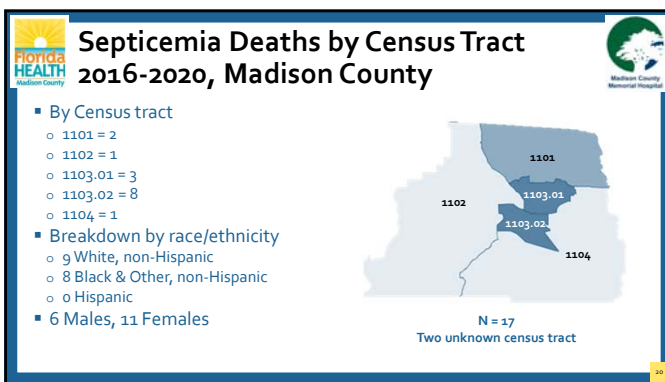 Florida
HEALTH
Madison County
Septicemia Deaths by Census Tract
2016-2020, Madison County
Madison County
Memorial Hospital
▪ By Census tract
o 1101 = 2
o 1102 = 1
o 1103.01 = 3
o 1103.02 = 8
o 1104 = 1
▪ Breakdown by race/ethnicity
o 9 White, non-Hispanic
o 8 Black & Other, non-Hispanic
o 0 Hispanic
▪ 6 Males, 11 Females
1101
1103.01
1102
1103.02
1104
N = 17
Two unknown census tract
20